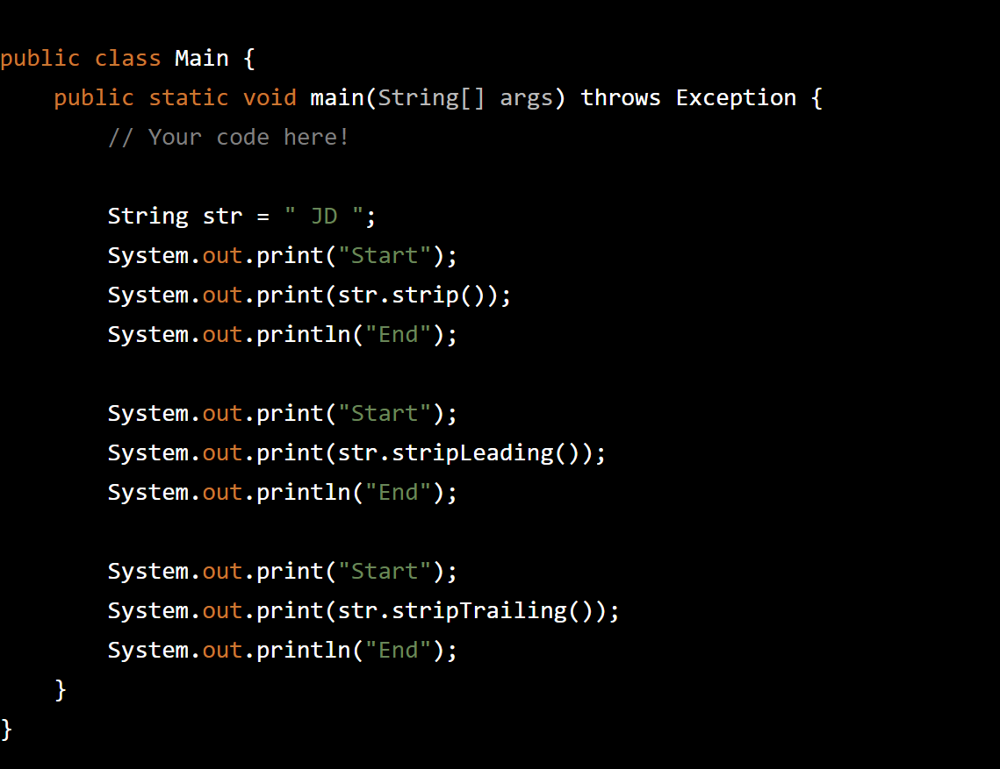 public class Main {
    public static void main(String[] args) throws Exception {
        // Your code here!

        String str = " JD ";
        System.out.print("Start");
        System.out.print(str.strip());
        System.out.println("End");

        System.out.print("Start");
        System.out.print(str.stripLeading());
        System.out.println("End");

        System.out.print("Start");
        System.out.print(str.stripTrailing());
        System.out.println("End");
    }
}